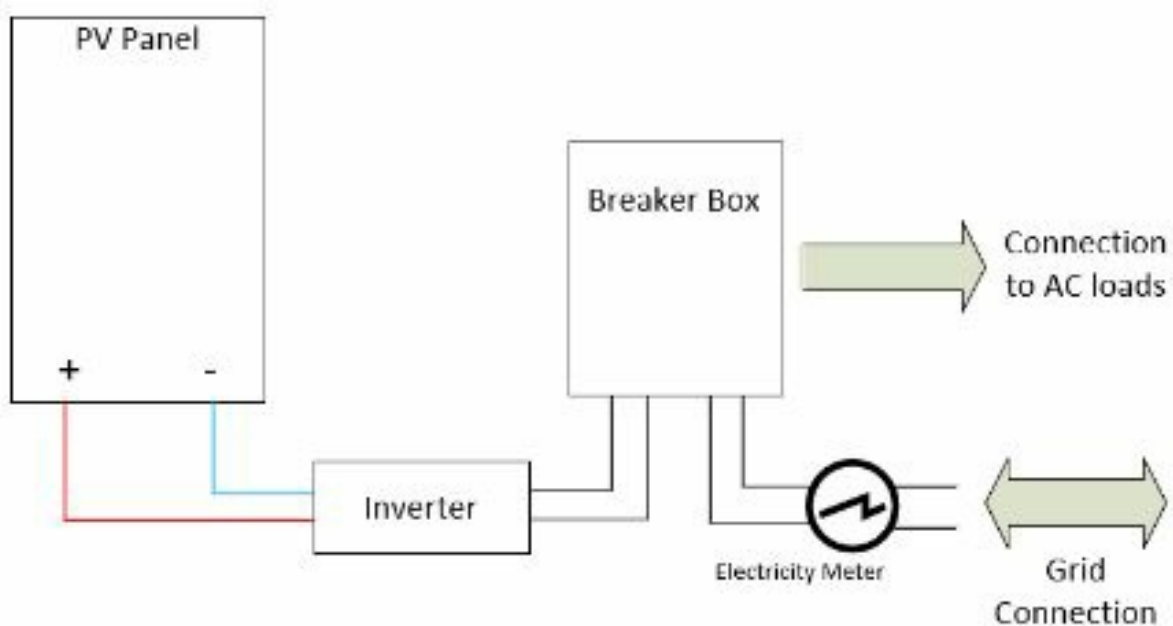 PV Panel
+ -
Breaker Box
Connection
to AC loads
Inverter
Electricity Meter
Grid
Connection